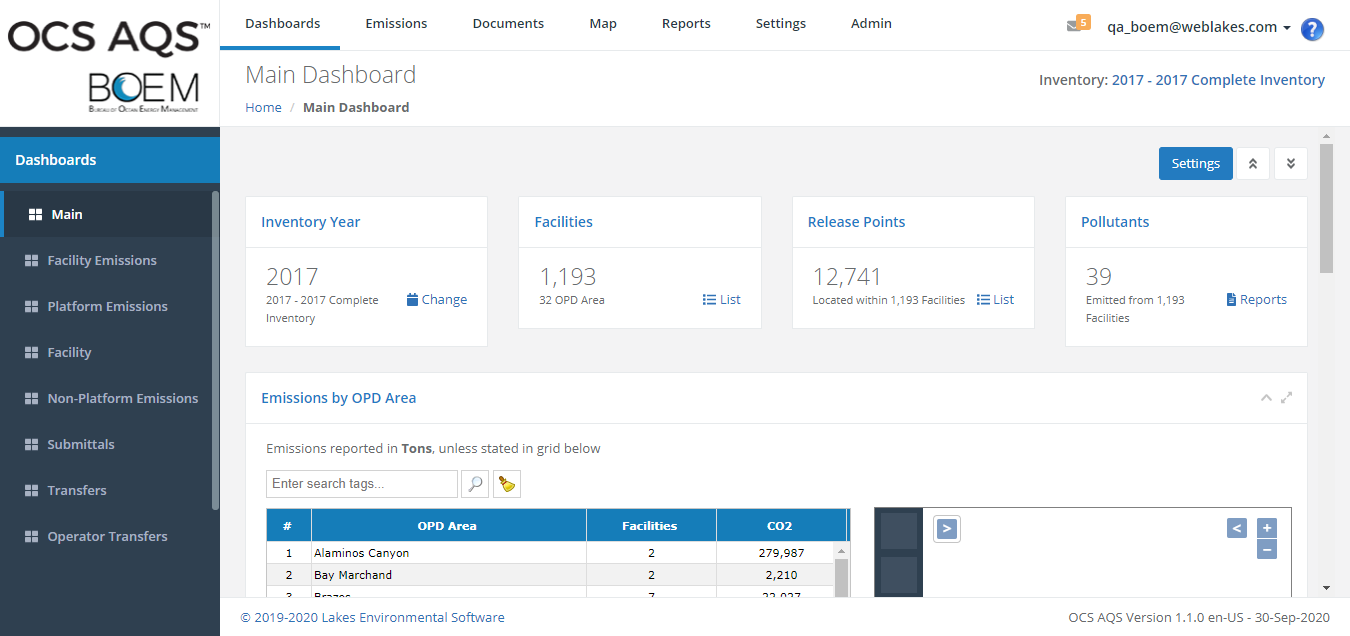 OCS AQS™
BOEM
BUREAU OF OCEAN ENERGY MANAGEMENT
Dashboards Emissions Documents Map Reports Settings Admin
5
qa_boem@weblakes.com
?
Main Dashboard
Home / Main Dashboard
Inventory: 2017 - 2017 Complete Inventory
Dashboards
Main
Facility Emissions
Platform Emissions
Facility
Non-Platform Emissions
Submittals
Transfers
Operator Transfers
Settings
Inventory Year
2017
2017 - 2017 Complete
Inventory
Change
Facilities
1,193
32 OPD Area
List
Release Points
12,741
Located within 1,193 Facilities
List
Pollutants
39
Emitted from 1,193
Facilities
Reports
Emissions by OPD Area
Emissions reported in Tons, unless stated in grid below
Enter search tags...
# OPD Area Facilities CO2
1 Alaminos Canyon 2 279,987
2 Bay Marchand 2 2,210
3 Brazos 7 22,027
> < +
−
© 2019-2020 Lakes Environmental Software
OCS AQS Version 1.1.0 en-US - 30-Sep-2020